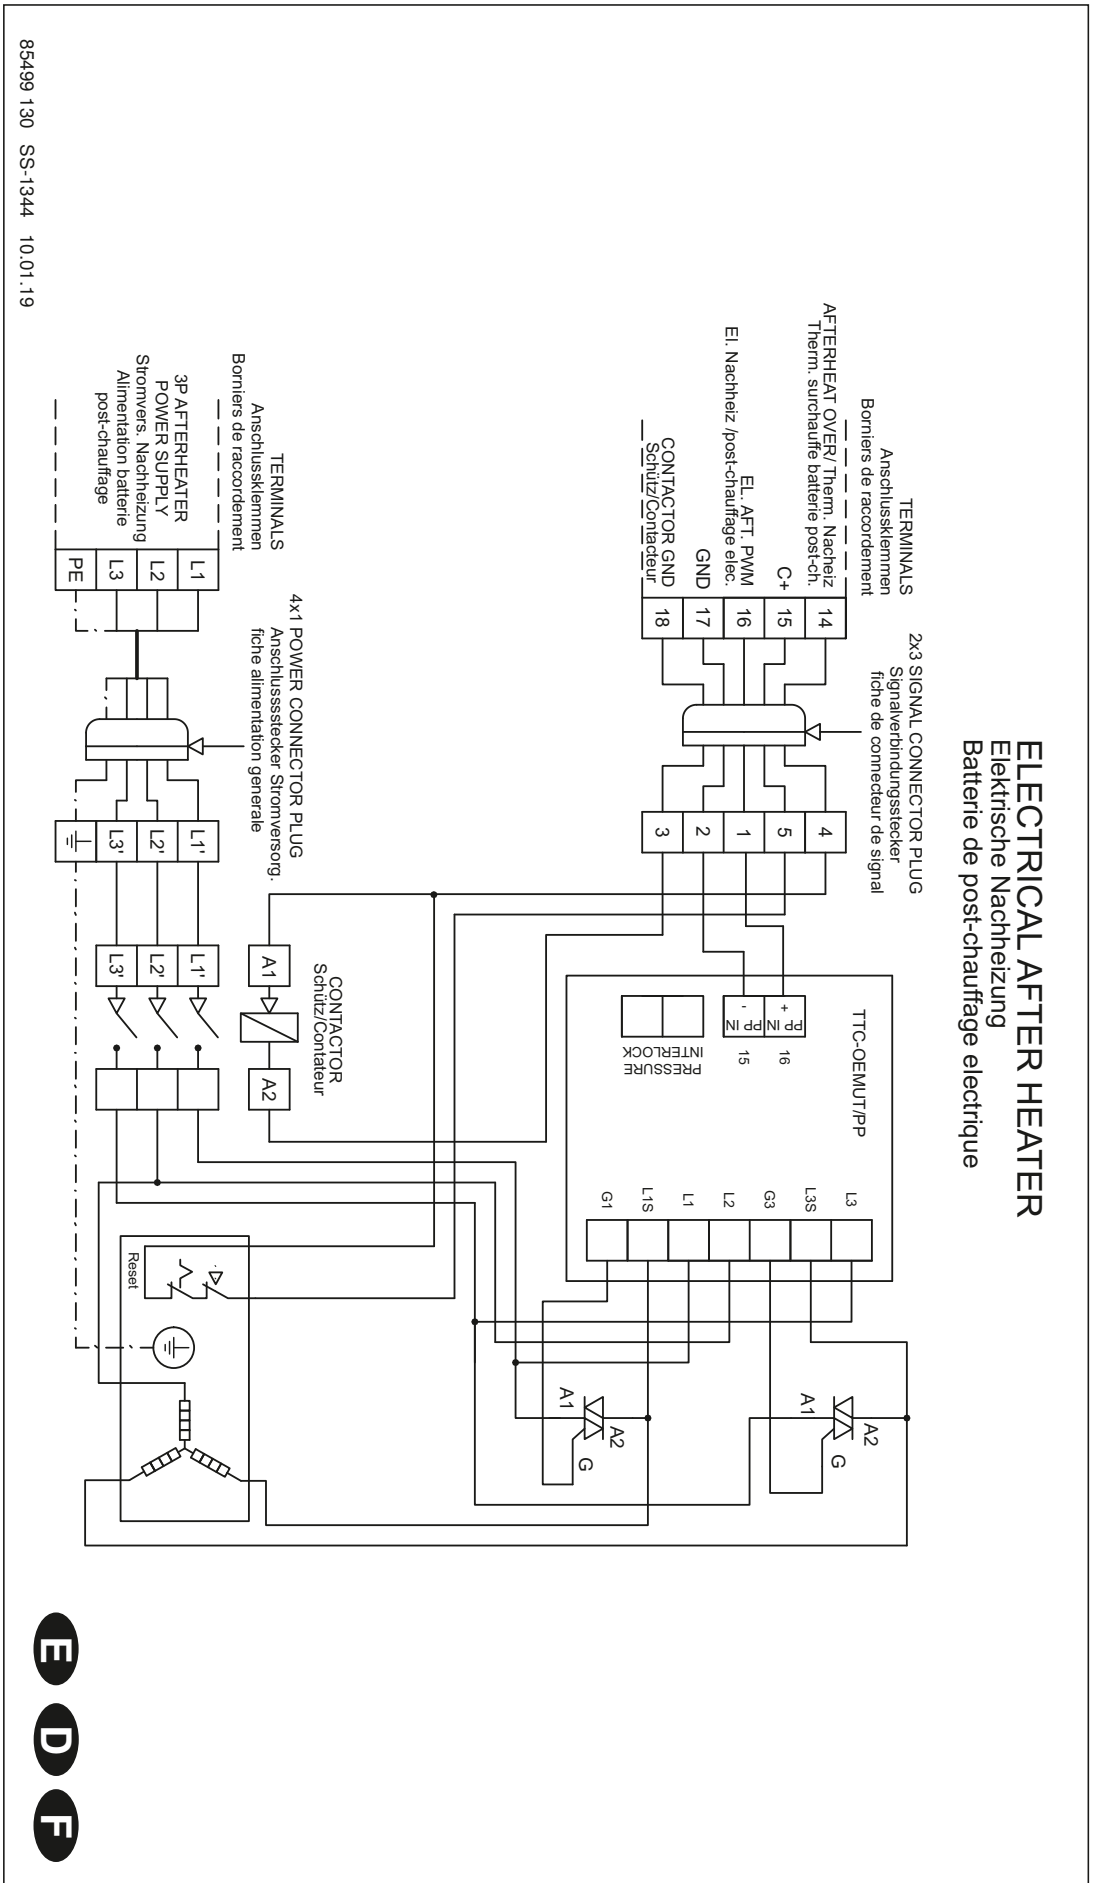 ELECTRICAL AFTER HEATER
Elektrische Nachheizung
Batterie de post-chauffage electrique
TERMINALS
Anschlussklemmen
Borniers de raccordement
2x3 SIGNAL CONNECTOR PLUG
Signalverbindungsstecker
fiche de connecteur de signal
AFTERHEAT OVER/ Therm. Nacheiz
Therm. surchauffe batterie post-ch.
C+
EL. AFT. PWM
El. Nachheiz /post-chauffage elec.
GND
CONTACTOR GND
Schütz/Contacteur
14
15
16
17
18
4
5
1
2
3
TTC-OEMUT/PP
+
PP IN
-
PP IN
16
15
PRESSURE
INTERLOCK
L3
L3S
G3
L2
L1
L1S
G1
A1
A2
G
A1
A2
G
TERMINALS
Anschlussklemmen
Borniers de raccordement
4x1 POWER CONNECTOR PLUG
Anschlussstecker Stromversorg.
fiche alimentation generale
3P AFTERHEATER
POWER SUPPLY
Stromvers. Nachheizung
Alimentation batterie
post-chauffage
L1
L2
L3
PE
L1'
L2'
L3'
CONTACTOR
Schütz/Contateur
A1
A2
L1'
L2'
L3'
Reset
85499 130 SS-1344 10.01.19
E D F